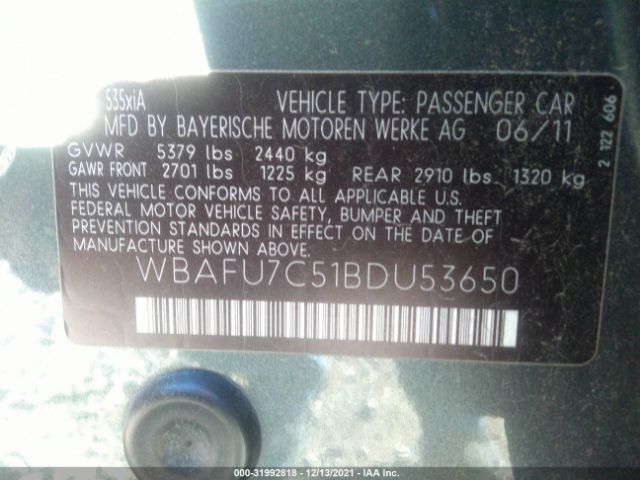 535xiA VEHICLE TYPE: PASSENGER CAR
MFD BY BAYERISCHE MOTOREN WERKE AG 06/11
GVWR 5379 lbs 2440 kg
GAWR FRONT 2701 lbs 1225 kg REAR 2910 lbs 1320 kg
THIS VEHICLE CONFORMS TO ALL APPLICABLE U.S.
FEDERAL MOTOR VEHICLE SAFETY, BUMPER AND THEFT
PREVENTION STANDARDS IN EFFECT ON THE DATE
OF MANUFACTURE SHOWN ABOVE.
WBAFU7C51BDU53650
2 122 606
000-31992818 - 12/13/2021 - IAA Inc.